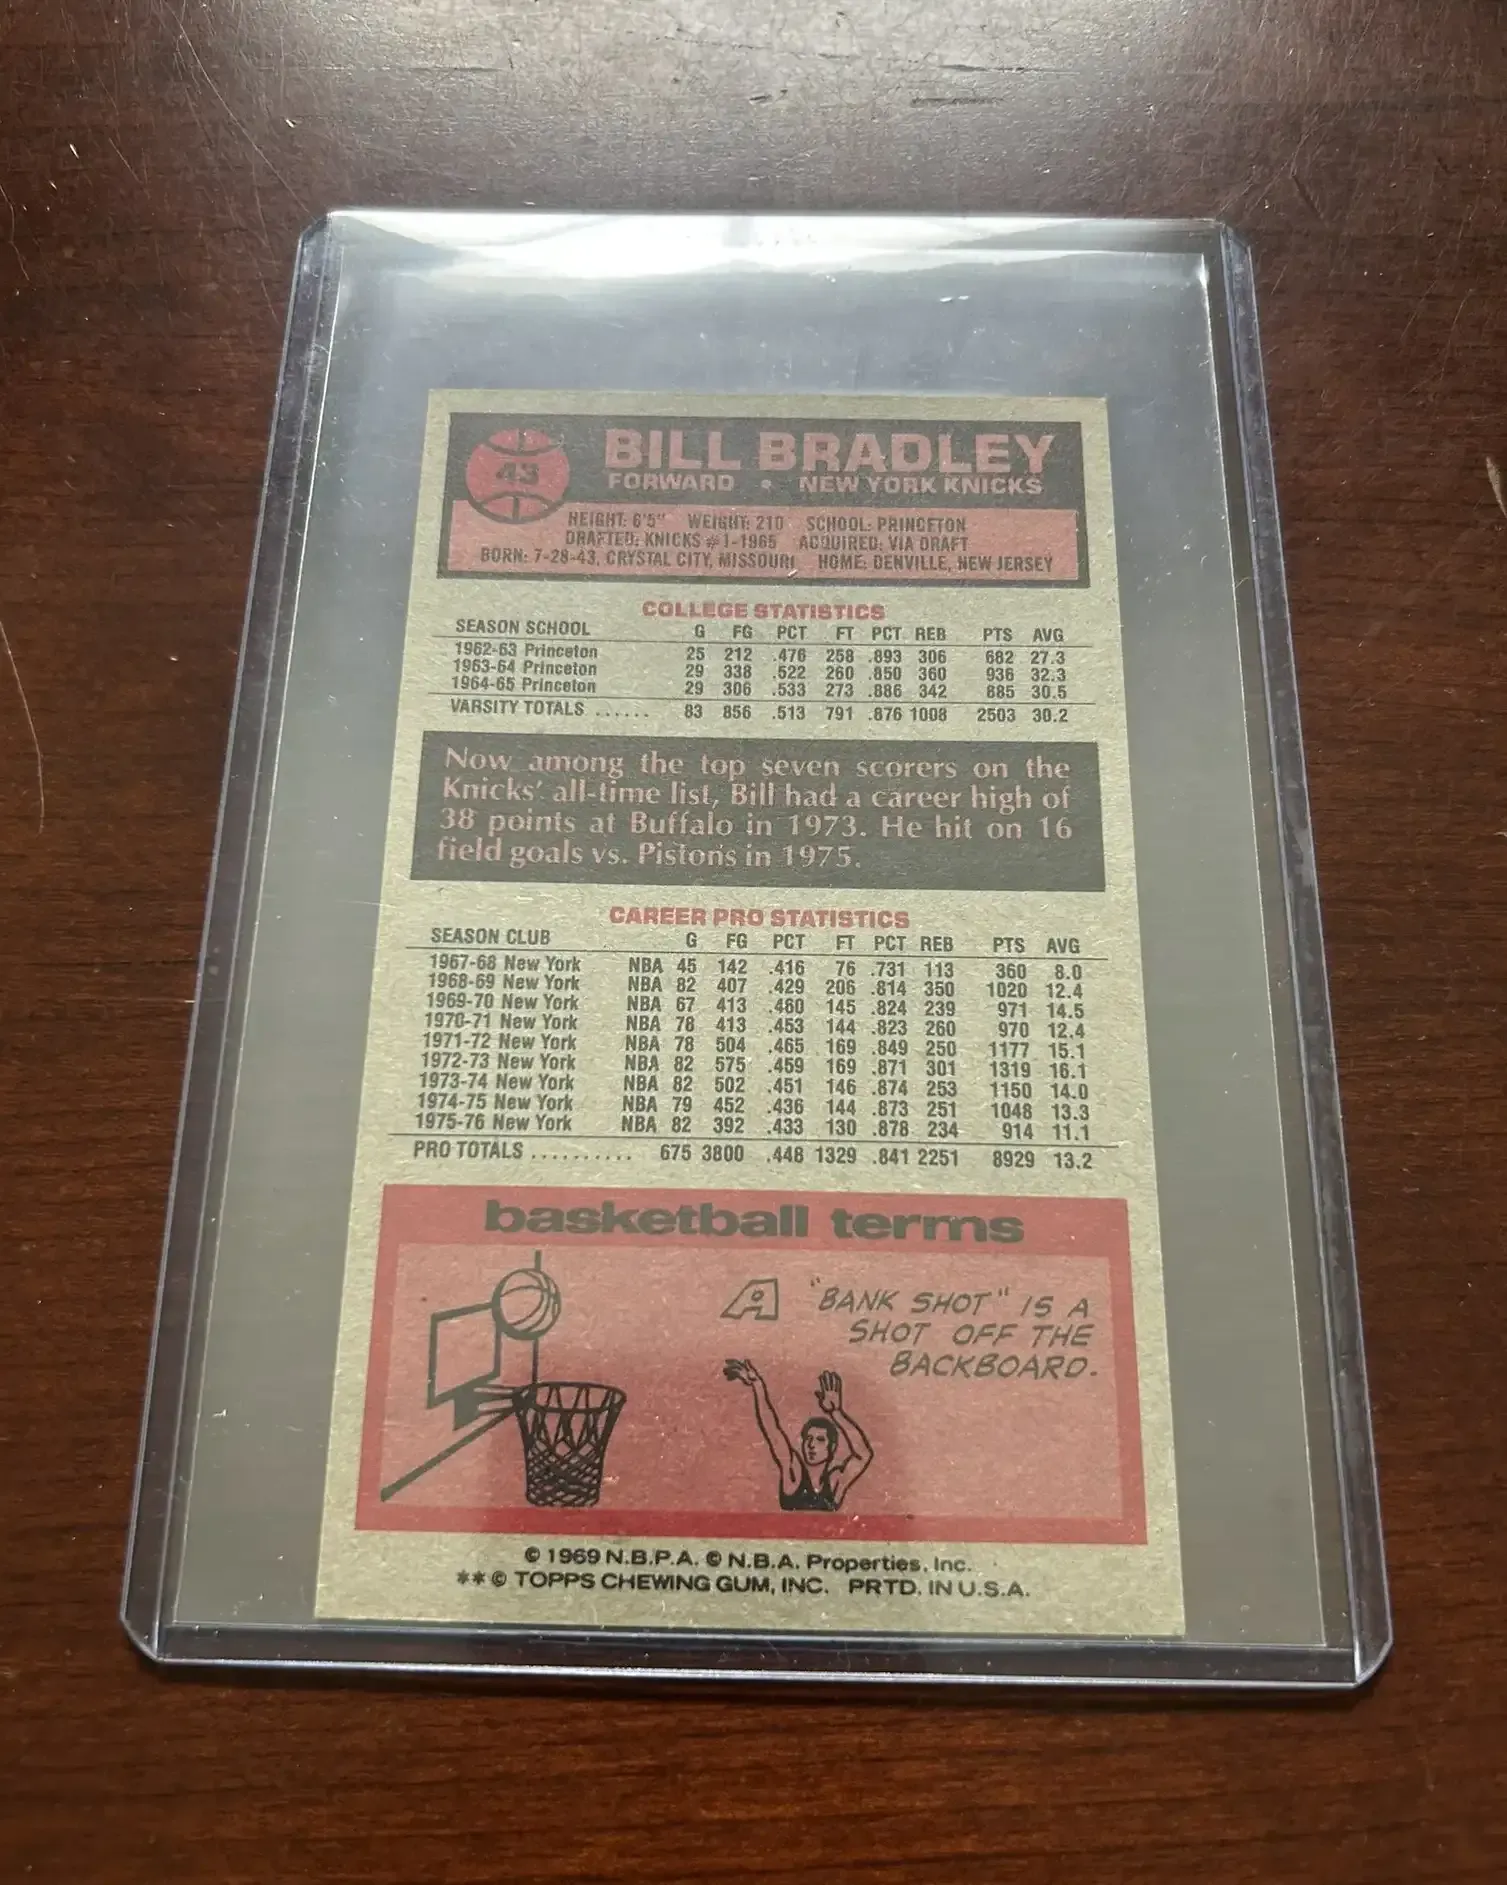 43
BILL BRADLEY
FORWARD • NEW YORK KNICKS
HEIGHT: 6'5" WEIGHT: 210 SCHOOL: PRINCETON
DRAFTED: KNICKS #1-1965 ACQUIRED: VIA DRAFT
BORN: 7-28-43, CRYSTAL CITY, MISSOURI HOME: DENVILLE, NEW JERSEY
COLLEGE STATISTICS
SEASON SCHOOL G FG PCT FT PCT REB PTS AVG
1962-63 Princeton 25 212 .476 258 .893 306 682 27.3
1963-64 Princeton 29 338 .522 260 .850 360 936 32.3
1964-65 Princeton 29 306 .533 273 .886 342 885 30.5
VARSITY TOTALS ...... 83 856 .513 791 .876 1008 2503 30.2
Now among the top seven scorers on the
Knicks' all-time list, Bill had a career high of
38 points at Buffalo in 1973. He hit on 16
field goals vs. Pistons in 1975.
CAREER PRO STATISTICS
SEASON CLUB G FG PCT FT PCT REB PTS AVG
1967-68 New York NBA 45 142 .416 76 .731 113 360 8.0
1968-69 New York NBA 82 407 .429 206 .814 350 1020 12.4
1969-70 New York NBA 67 413 .460 145 .824 239 971 14.5
1970-71 New York NBA 78 413 .453 144 .823 260 970 12.4
1971-72 New York NBA 78 504 .465 169 .849 250 1177 15.1
1972-73 New York NBA 82 575 .459 169 .871 301 1319 16.1
1973-74 New York NBA 82 502 .451 146 .874 253 1150 14.0
1974-75 New York NBA 79 452 .436 144 .873 251 1048 13.3
1975-76 New York NBA 82 392 .433 130 .878 234 914 11.1
PRO TOTALS .......... 675 3800 .448 1329 .841 2251 8929 13.2
basketball terms
A "BANK SHOT" IS A
SHOT OFF THE
BACKBOARD.
© 1969 N.B.P.A. © N.B.A. Properties, Inc.
**© TOPPS CHEWING GUM, INC. PRTD. IN U.S.A.